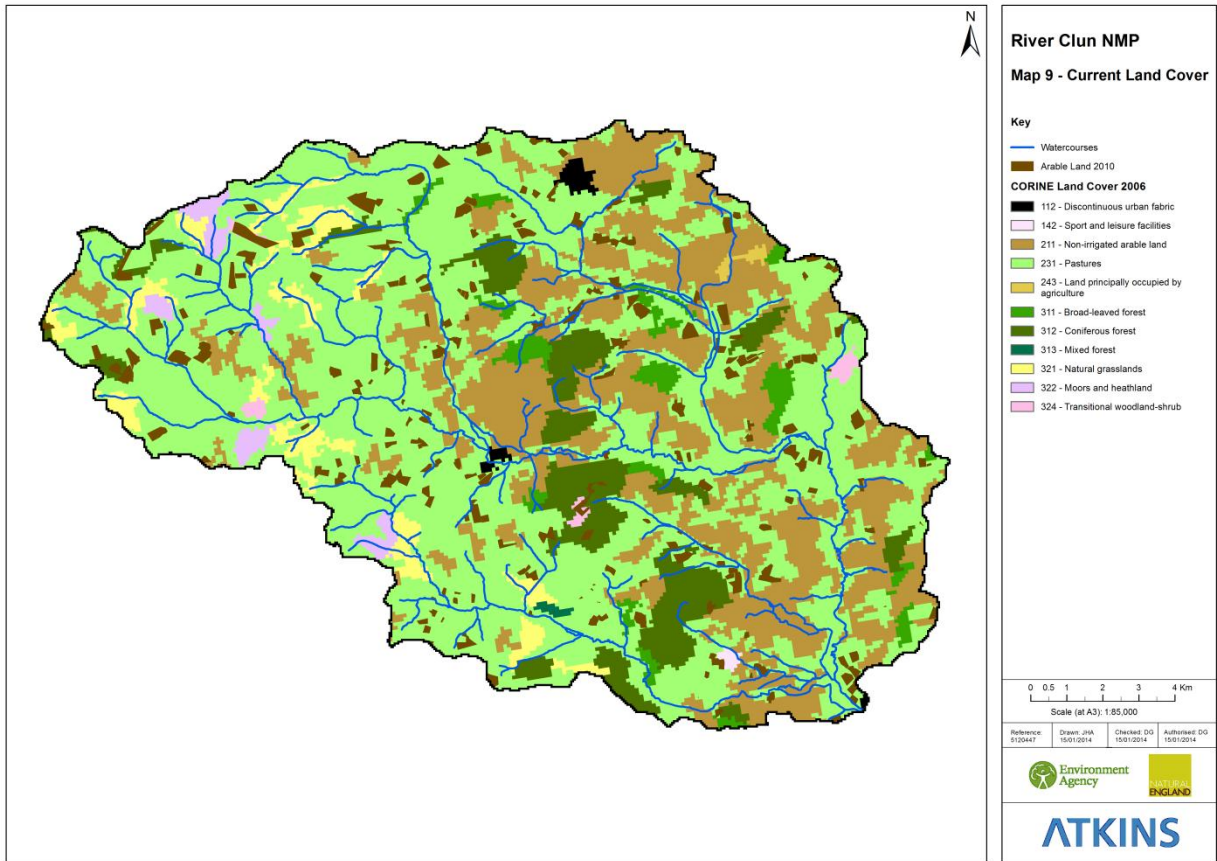 N
River Clun NMP
Map 9 - Current Land Cover
Key
Watercourses
Arable Land 2010
CORINE Land Cover 2006
112 - Discontinuous urban fabric
142 - Sport and leisure facilities
211 - Non-irrigated arable land
231 - Pastures
243 - Land principally occupied by
agriculture
311 - Broad-leaved forest
312 - Coniferous forest
313 - Mixed forest
321 - Natural grasslands
322 - Moors and heathland
324 - Transitional woodland-shrub
0 0.5 1 2 3 4 Km
Scale (at A3): 1:85,000
Reference: Drawn: JHA Checked: DG Authorised: DG
5120447 15/01/2014 15/01/2014 15/01/2014
Environment
Agency
NATURAL
ENGLAND
ATKINS